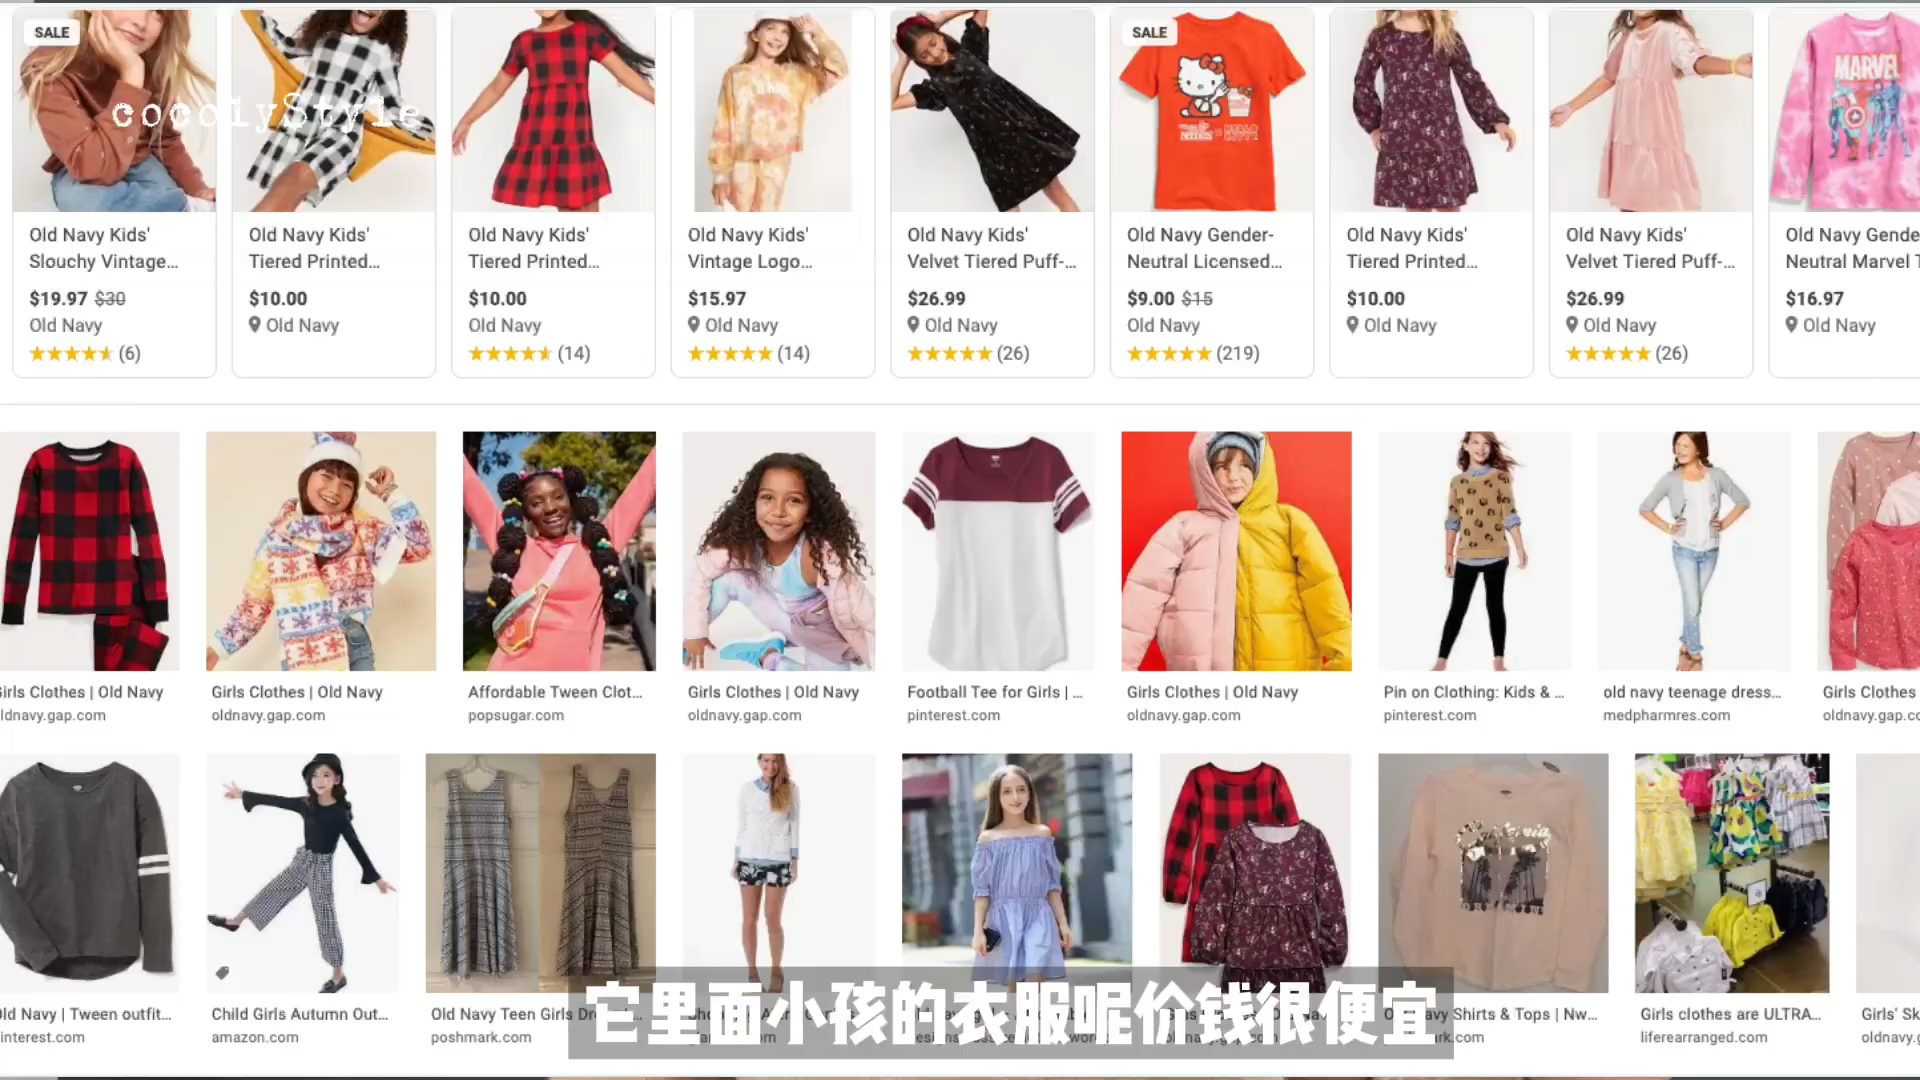 SALE
SALE
cocolyStyle
MARVEL
Old Navy Kids'
Slouchy Vintage...
$19.97 $30
Old Navy
(6)
Old Navy Kids'
Tiered Printed...
$10.00
Old Navy
Old Navy Kids'
Tiered Printed...
$10.00
Old Navy
(14)
Old Navy Kids'
Vintage Logo...
$15.97
Old Navy
(14)
Old Navy Kids'
Velvet Tiered Puff-...
$26.99
Old Navy
(26)
Old Navy Gender-
Neutral Licensed...
$9.00 $15
Old Navy
(219)
Old Navy Kids'
Tiered Printed...
$10.00
Old Navy
Old Navy Kids'
Velvet Tiered Puff-...
$26.99
Old Navy
(26)
Old Navy Gende
Neutral Marvel T
$16.97
Old Navy
Girls Clothes | Old Navy
ldnavy.gap.com
Girls Clothes | Old Navy
oldnavy.gap.com
Affordable Tween Clot...
popsugar.com
Girls Clothes | Old Navy
oldnavy.gap.com
Football Tee for Girls | ...
pinterest.com
Girls Clothes | Old Navy
oldnavy.gap.com
Pin on Clothing: Kids & ...
pinterest.com
old navy teenage dress...
medpharmres.com
Girls Clothes
oldnavy.gap.co
Old Navy | Tween outfit...
interest.com
Child Girls Autumn Out...
amazon.com
Old Navy Teen Girls
poshmark.com
Shirts & Tops | Nw...
Girls clothes are ULTRA...
liferearranged.com
Girls' Sk
oldnavy.g
它里面小孩的衣服呢价钱很便宜